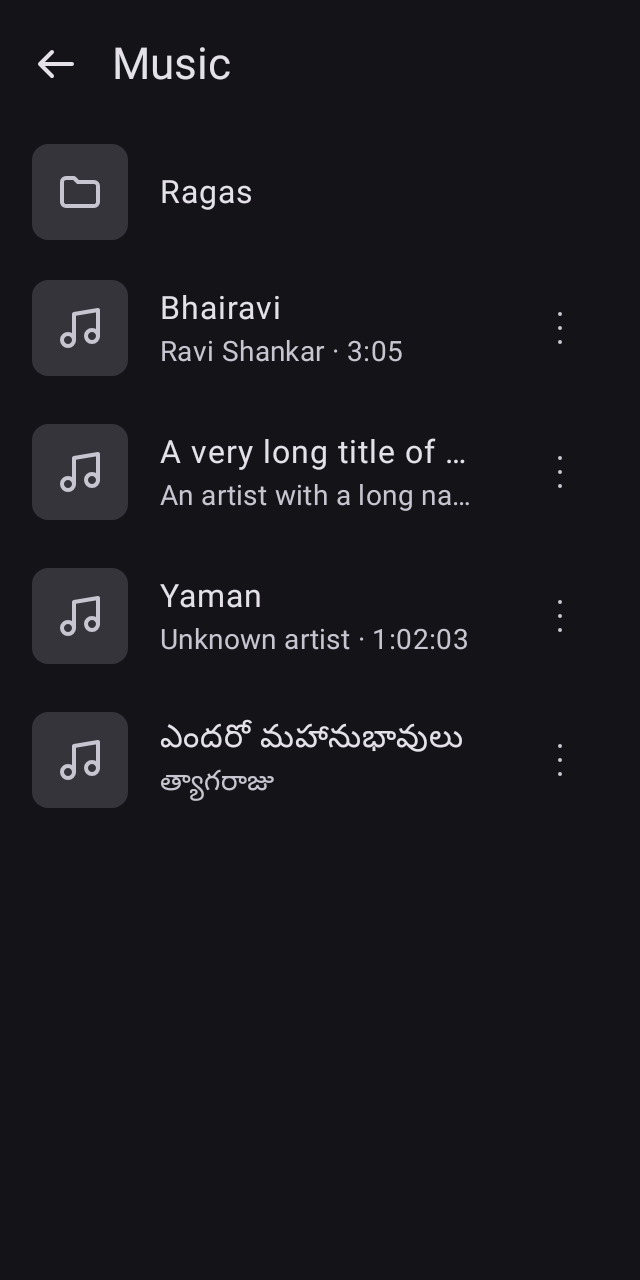 Music
Ragas
Bhairavi
Ravi Shankar · 3:05
A very long title of …
An artist with a long na…
Yaman
Unknown artist · 1:02:03
ఎందరో మహానుభావులు
త్యాగరాజు